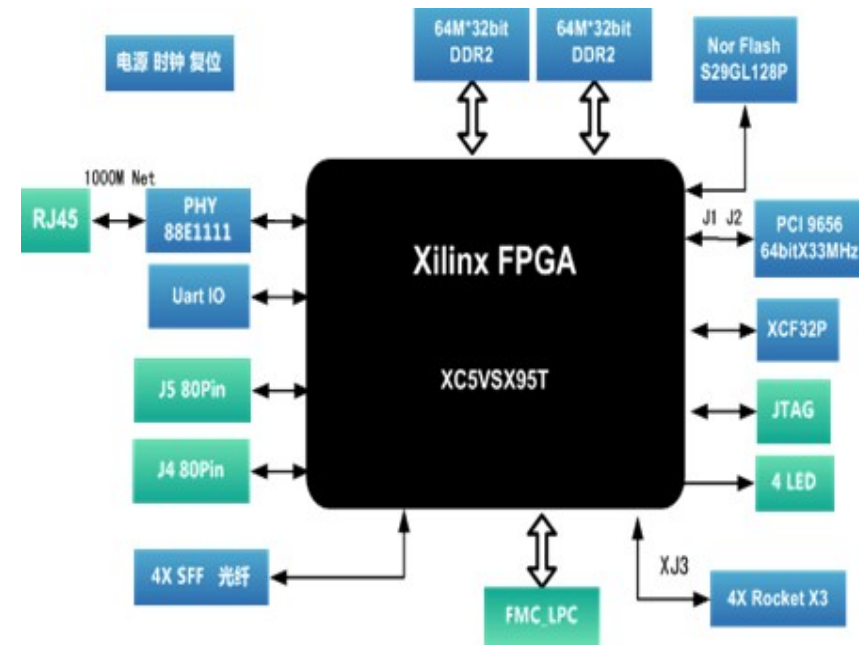 64M*32bit
DDR2
64M*32bit
DDR2
Nor Flash
S29GL128P
电源 时钟 复位
1000M Net
RJ45
PHY
88E1111
J1 J2
PCI 9656
64bitX33MHz
Xilinx FPGA
Uart IO
XCF32P
XC5VSX95T
J5 80Pin
JTAG
J4 80Pin
4 LED
4X SFF 光纤
XJ3
4X Rocket X3
FMC_LPC